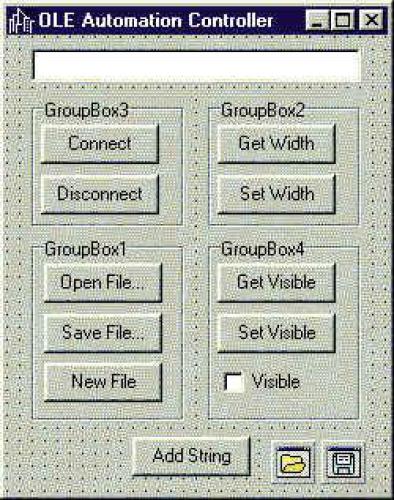 OLE Automation Controller
GroupBox3
GroupBox2
Connect
Get Width
Disconnect
Set Width
GroupBox1
GroupBox4
Open File...
Get Visible
Save File...
Set Visible
New File
Visible
Add String